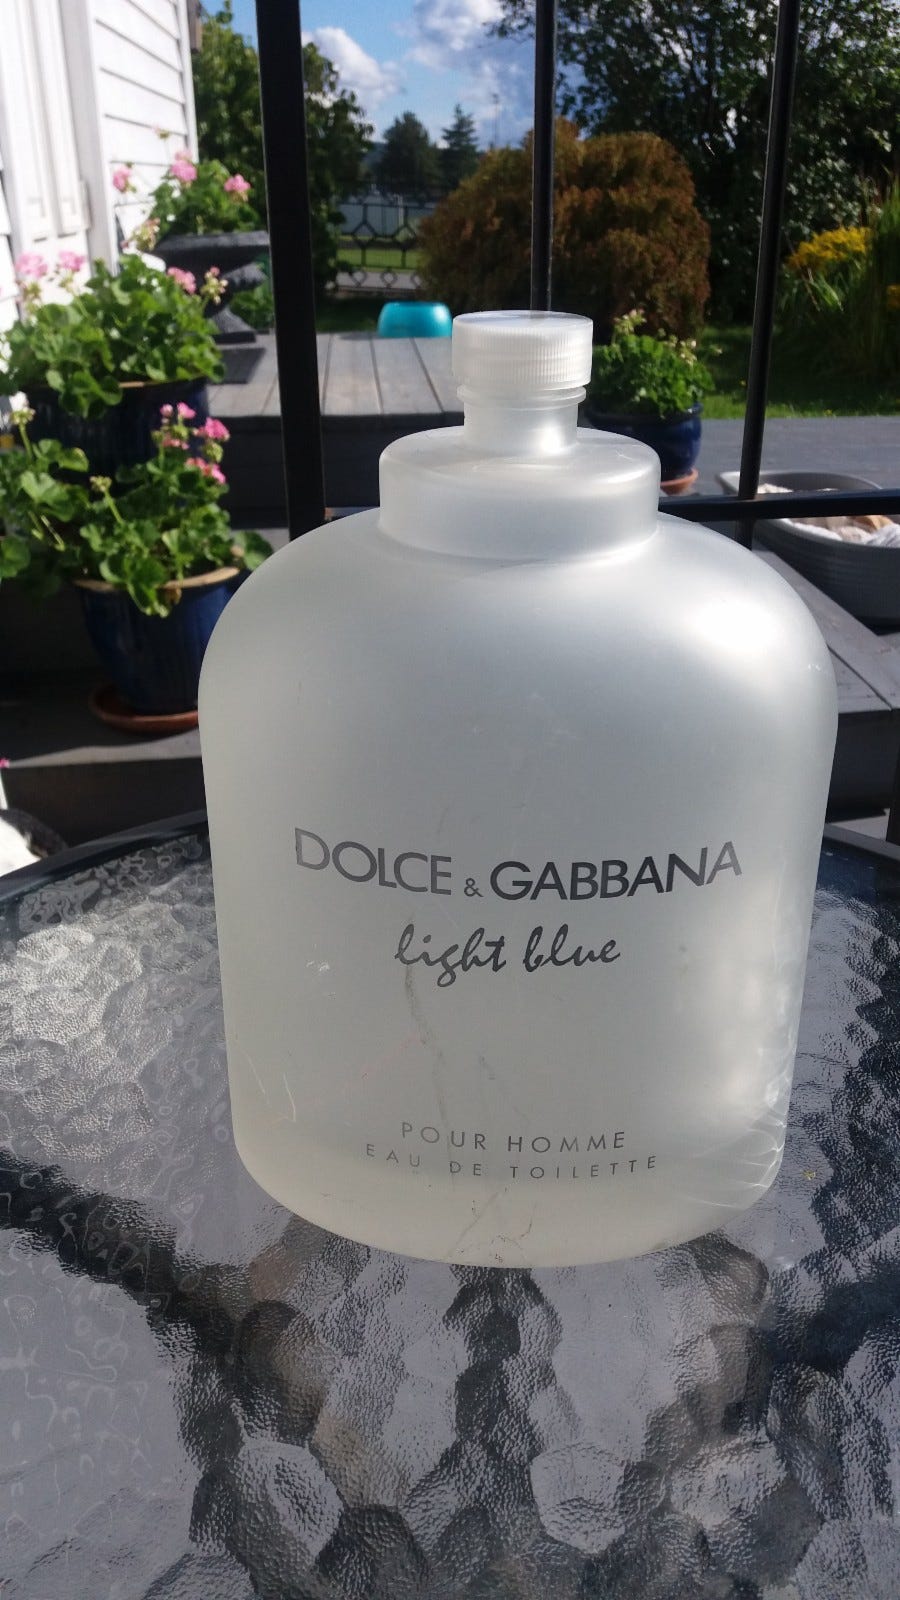 DOLCE & GABBANA
light blue
POUR HOMME
EAU DE TOILETTE